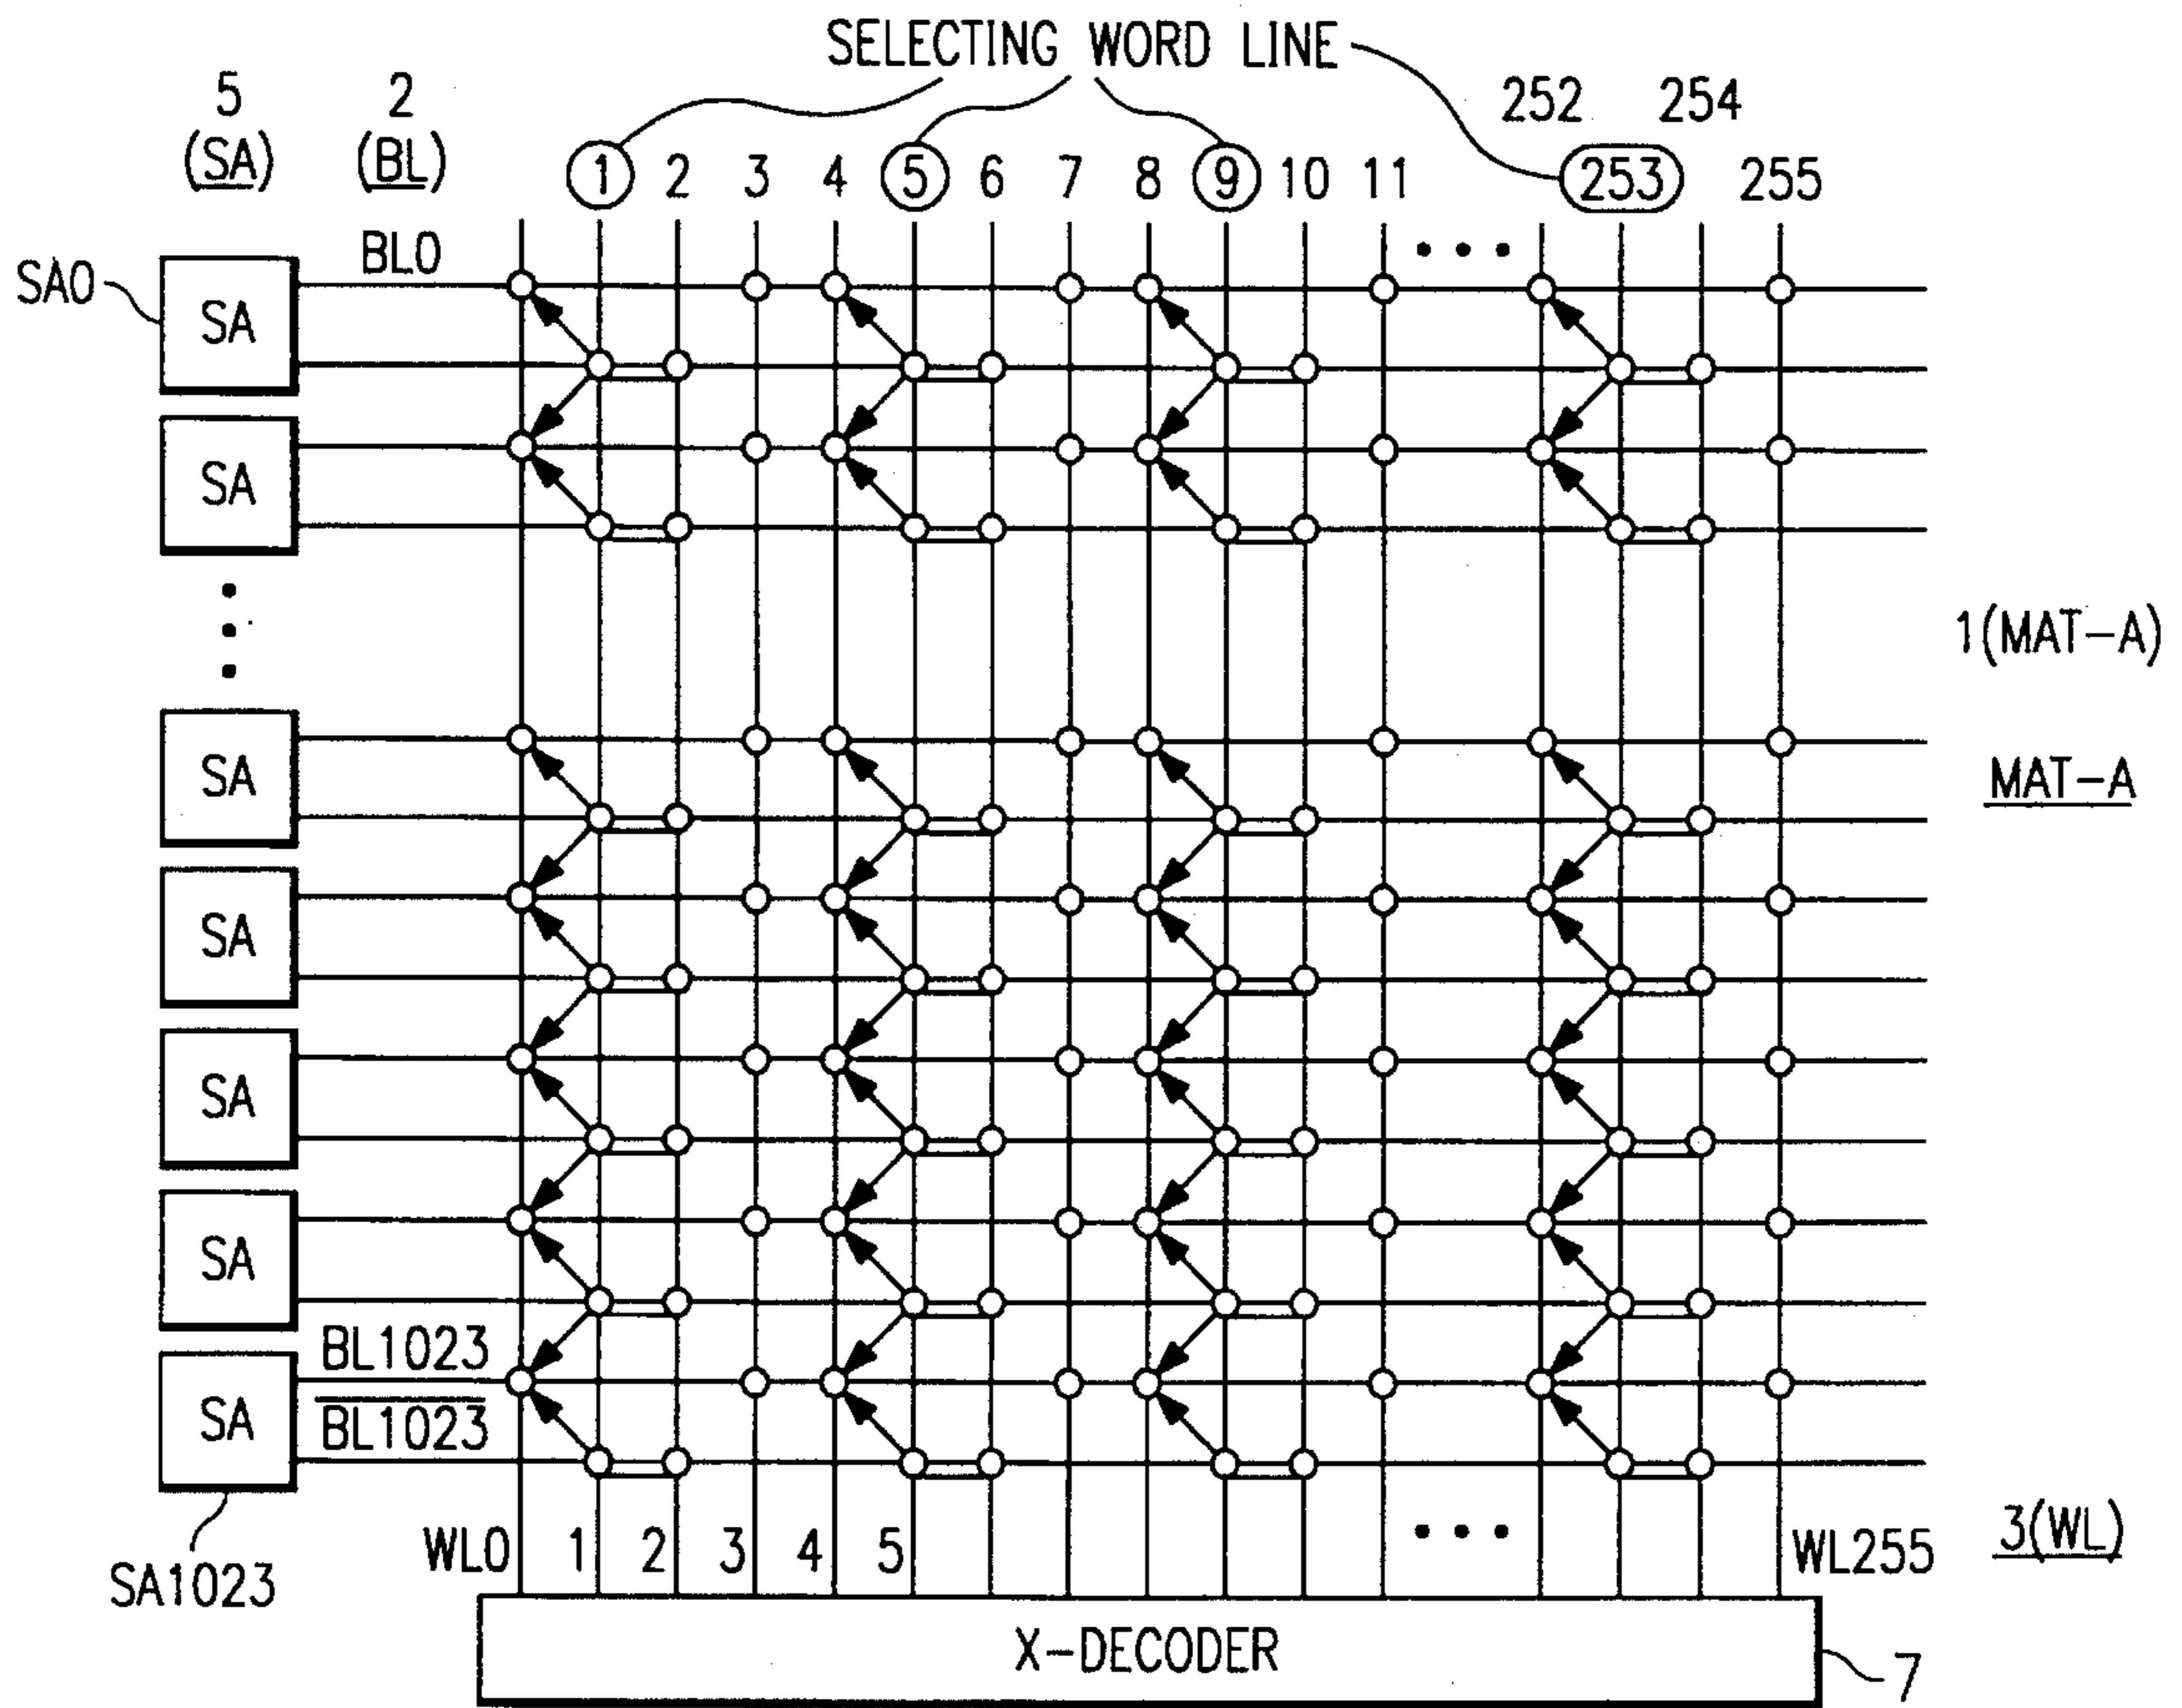 SELECTING WORD LINE
5 2 252 254
(SA) (BL) 1 2 3 4 5 6 7 8 9 10 11 253 255
BL0 • • •
SA0
SA
SA
•
•
•
1(MAT-A)
SA
MAT-A
SA
SA
SA
BL1023
SA
BL1023
WL0 1 2 3 4 5 • • • WL255 3(WL)
SA1023
X-DECODER
7